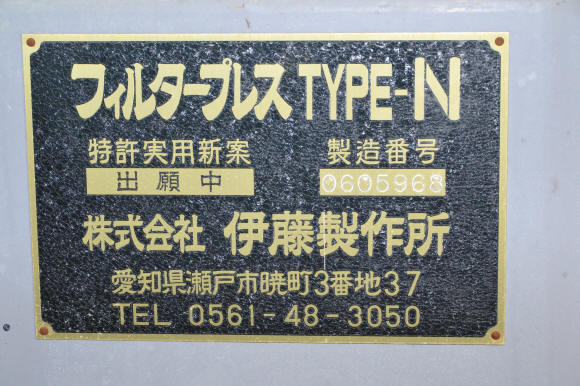 フィルタープレス TYPE-N
特許実用新案 製造番号
出願中 0605968
株式会社 伊藤製作所
愛知県瀬戸市暁町3番地37
TEL 0561-48-3050